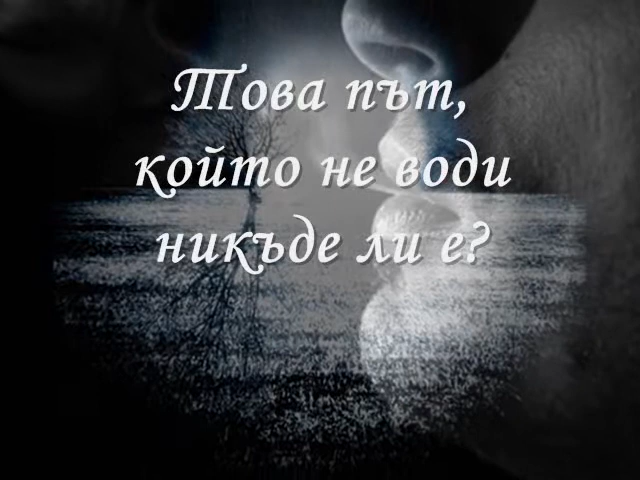 Това път,
който не води
никъде ли е?